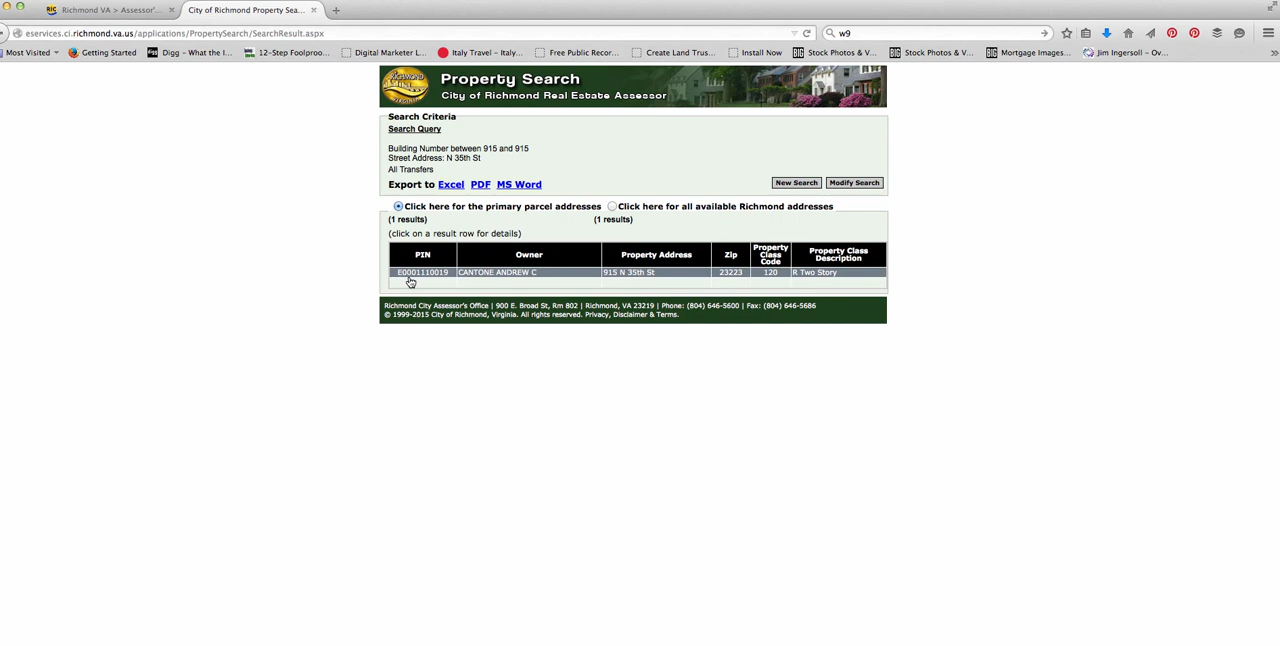 Richmond VA > Assessor'...
City of Richmond Property Sea...
eservices.ci.richmond.va.us/applications/PropertySearch/SearchResult.aspx
w9
Most Visited
Getting Started
Digg - What the I...
12-Step Foolproo...
Digital Marketer L...
Italy Travel - Italy...
Free Public Recor...
Create Land Trus...
Install Now
BIG Stock Photos & V...
BIG Stock Photos & V...
BIG Mortgage Images...
Jim Ingersoll - Ov...
RICHMOND
VIRGINIA
Property Search
City of Richmond Real Estate Assessor
Search Criteria
Search Query
Building Number between 915 and 915
Street Address: N 35th St
All Transfers
Export to Excel PDF MS Word
New Search Modify Search
Click here for the primary parcel addresses Click here for all available Richmond addresses
(1 results) (1 results)
(click on a result row for details)
PIN Owner Property Address Zip Property Class Code Property Class Description
E0001110019 CANTONE ANDREW C 915 N 35th St 23223 120 R Two Story
Richmond City Assessor's Office | 900 E. Broad St, Rm 802 | Richmond, VA 23219 | Phone: (804) 646-5600 | Fax: (804) 646-5686
© 1999-2015 City of Richmond, Virginia. All rights reserved. Privacy, Disclaimer & Terms.